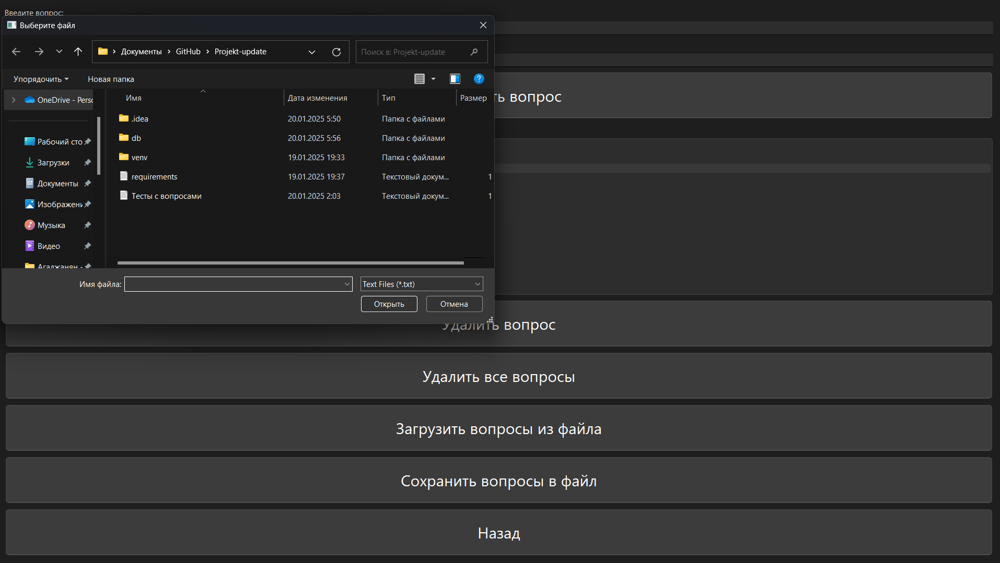 Введите вопрос:
Выберите файл
Документы > GitHub > Projekt-update
Поиск в: Projekt-update
Упорядочить
Новая папка
?
OneDrive - Perso
Имя
Дата изменения
Тип
Размер
вопрос
.idea
20.01.2025 5:50
Папка с файлами
db
20.01.2025 5:56
Папка с файлами
venv
19.01.2025 19:33
Папка с файлами
requirements
19.01.2025 19:37
Текстовый докум...
1
Тесты с вопросами
20.01.2025 2:03
Текстовый докум...
1
Рабочий сто
Загрузки
Документы
Изображени
Музыка
Видео
Агаджанян -
Имя файла:
Text Files (*.txt)
Открыть
Отмена
Удалить вопрос
Удалить все вопросы
Загрузить вопросы из файла
Сохранить вопросы в файл
Назад